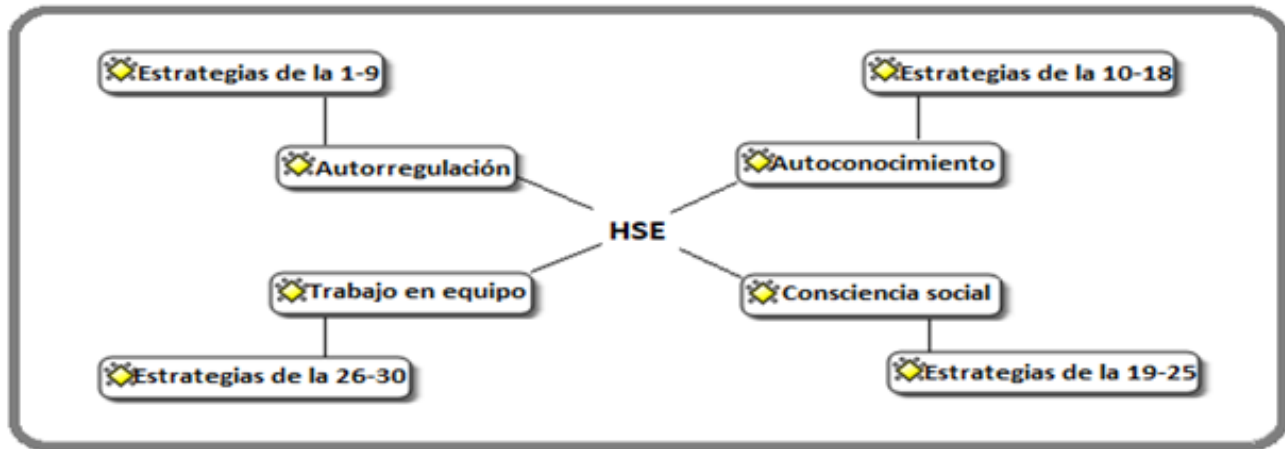 Estrategias de la 1-9
Estrategias de la 10-18
Autorregulación
Autoconocimiento
HSE
Trabajo en equipo
Consciencia social
Estrategias de la 26-30
Estrategias de la 19-25